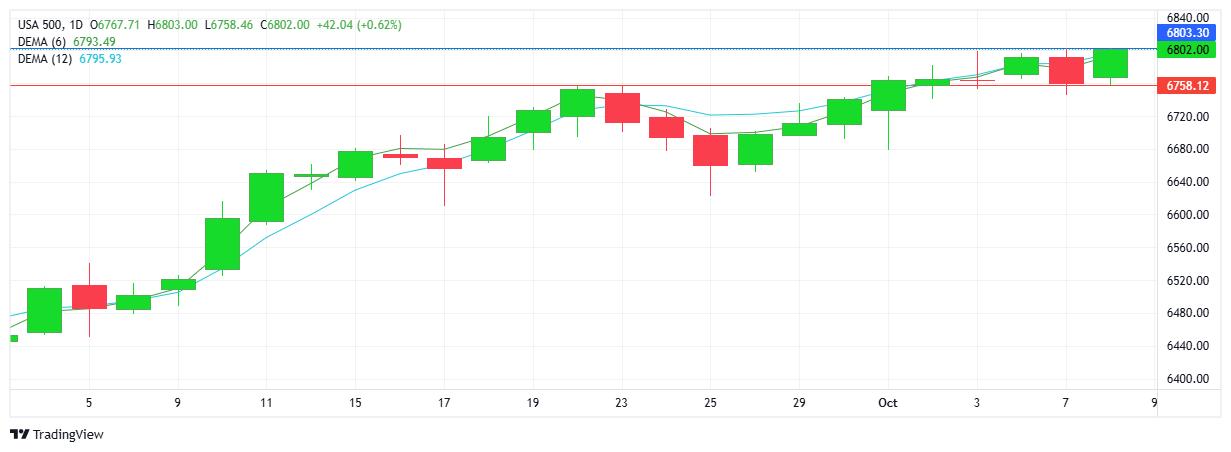 USA 500, 1D O6767.71 H6803.00 L6758.46 C6802.00 +42.04 (+0.62%)
DEMA (6) 6793.49
DEMA (12) 6795.93
6840.00
6803.30
6802.00
6758.12
6720.00
6680.00
6640.00
6600.00
6560.00
6520.00
6480.00
6440.00
6400.00
5 9 11 15 17 19 23 25 29 Oct 3 7 9
TradingView